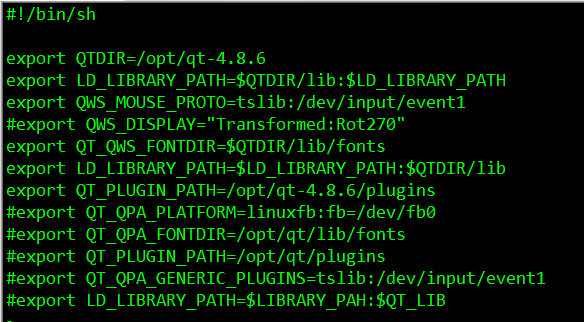 #!/bin/sh
export QTDIR=/opt/qt-4.8.6
export LD_LIBRARY_PATH=$QTDIR/lib:$LD_LIBRARY_PATH
export QWS_MOUSE_PROTO=tslib:/dev/input/event1
#export QWS_DISPLAY="Transformed:Rot270"
export QT_QWS_FONTDIR=$QTDIR/lib/fonts
export LD_LIBRARY_PATH=$LD_LIBRARY_PATH:$QTDIR/lib
export QT_PLUGIN_PATH=/opt/qt-4.8.6/plugins
#export QT_QPA_PLATFORM=linuxfb:fb=/dev/fb0
#export QT_QPA_FONTDIR=/opt/qt/lib/fonts
#export QT_PLUGIN_PATH=/opt/qt/plugins
#export QT_QPA_GENERIC_PLUGINS=tslib:/dev/input/event1
#export LD_LIBRARY_PATH=$LIBRARY_PAH:$QT_LIB